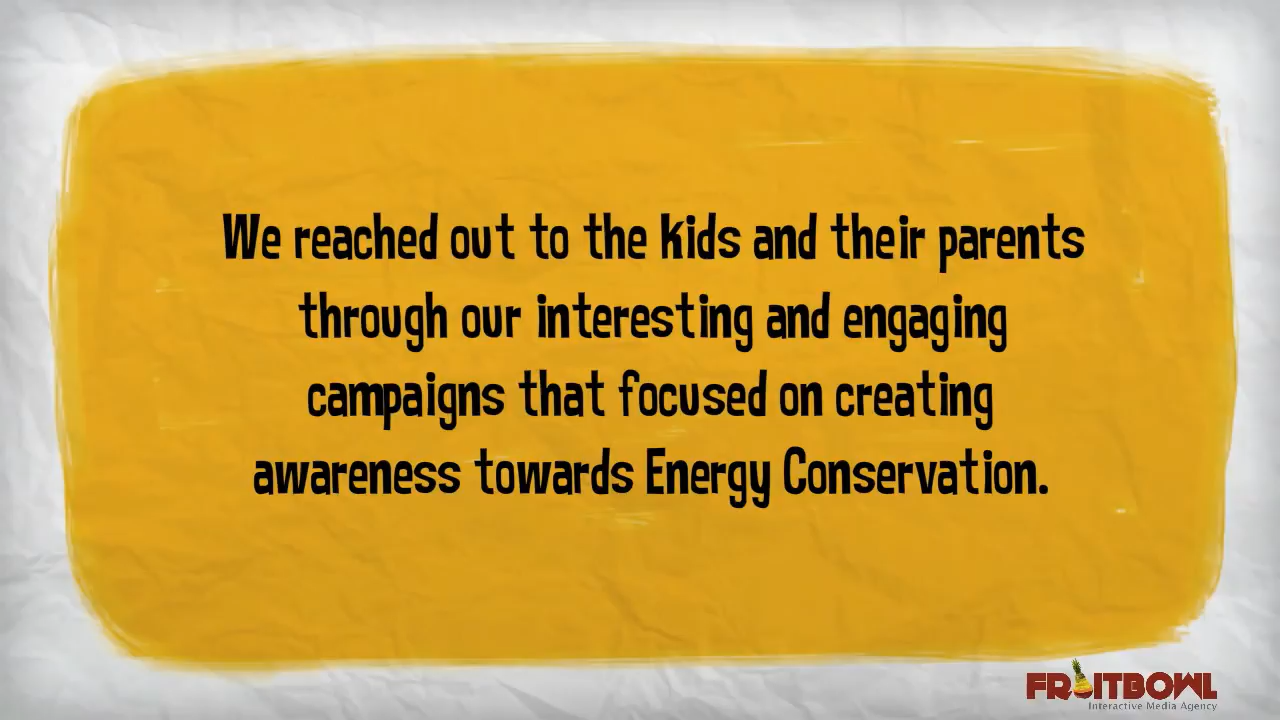 We reached out to the kids and their parents
through our interesting and engaging
campaigns that focused on creating
awareness towards Energy Conservation.
FRUITBOWL
Interactive Media Agency